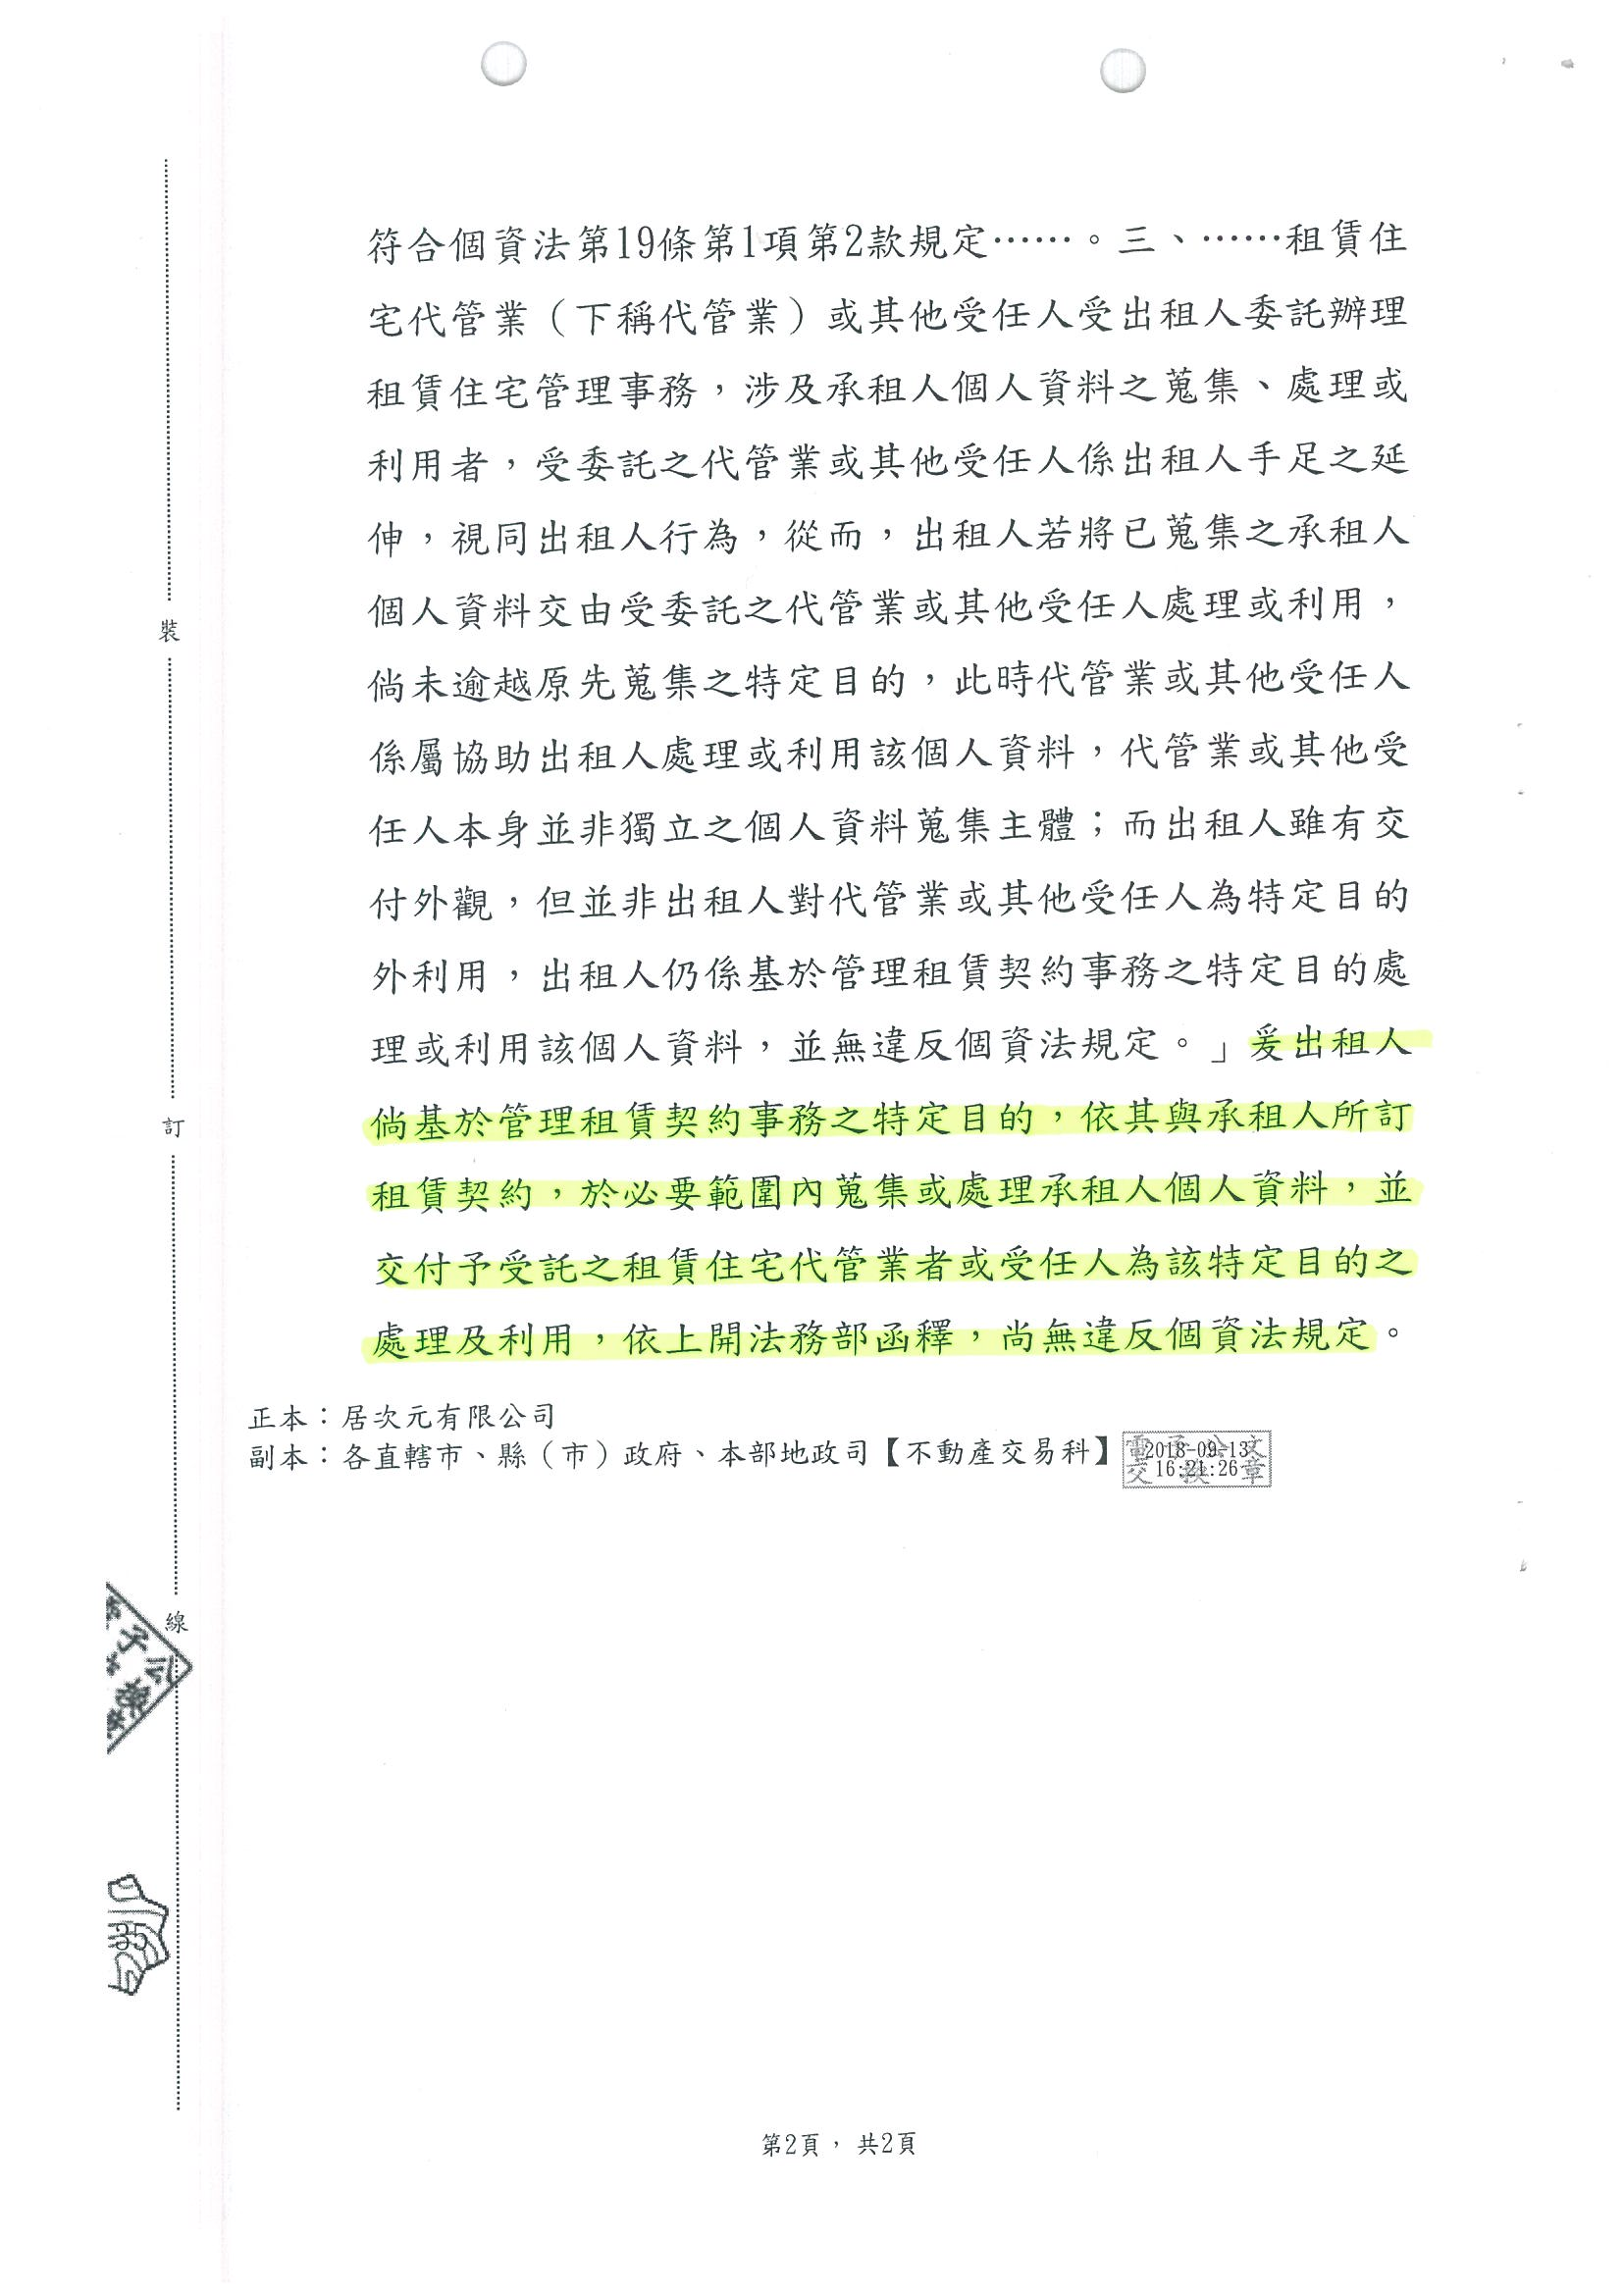 符合個資法第19條第1項第2款規定……。三、……租賃住
宅代管業（下稱代管業）或其他受任人受出租人委託辦理
租賃住宅管理事務，涉及承租人個人資料之蒐集、處理或
利用者，受委託之代管業或其他受任人係出租人手足之延
伸，視同出租人行為，從而，出租人若將已蒐集之承租人
個人資料交由受委託之代管業或其他受任人處理或利用，
倘未逾越原先蒐集之特定目的，此時代管業或其他受任人
係屬協助出租人處理或利用該個人資料，代管業或其他受
任人本身並非獨立之個人資料蒐集主體；而出租人雖有交
付外觀，但並非出租人對代管業或其他受任人為特定目的
外利用，出租人仍係基於管理租賃契約事務之特定目的處
理或利用該個人資料，並無違反個資法規定。」爰出租人
倘基於管理租賃契約事務之特定目的，依其與承租人所訂
租賃契約，於必要範圍內蒐集或處理承租人個人資料，並
交付予受託之租賃住宅代管業者或受任人為該特定目的之
處理及利用，依上開法務部函釋，尚無違反個資法規定。
正本：居次元有限公司
副本：各直轄市、縣（市）政府、本部地政司【不動產交易科】
電子公文
交換章
2018-09-13
16:21:26
裝
訂
線
子公
換
35
第2頁， 共2頁